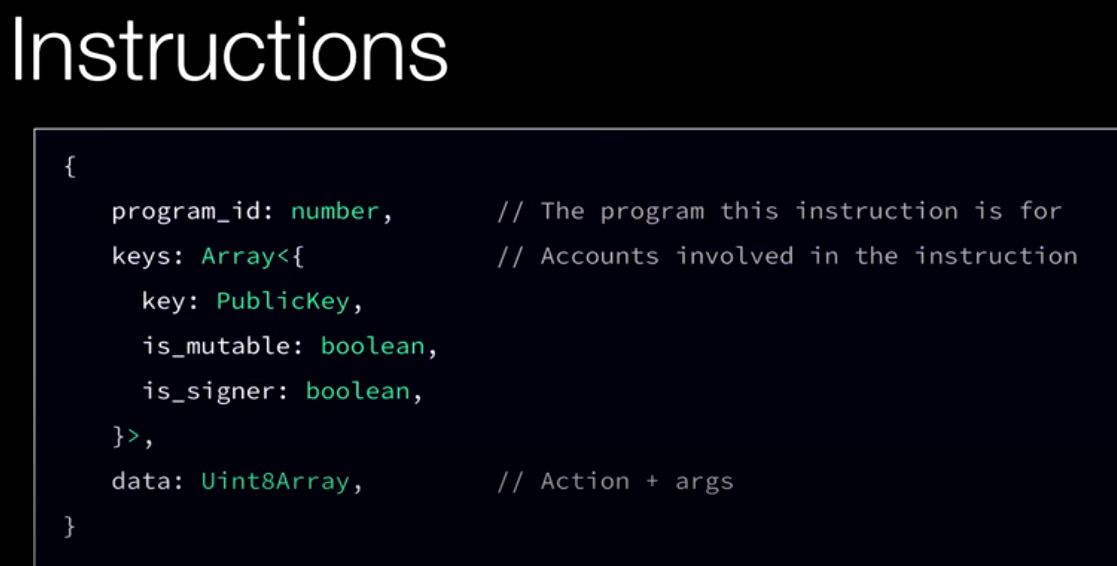 Instructions
{
program_id: number, // The program this instruction is for
keys: Array<{ // Accounts involved in the instruction
key: PublicKey,
is_mutable: boolean,
is_signer: boolean,
}>,
data: Uint8Array, // Action + args
}